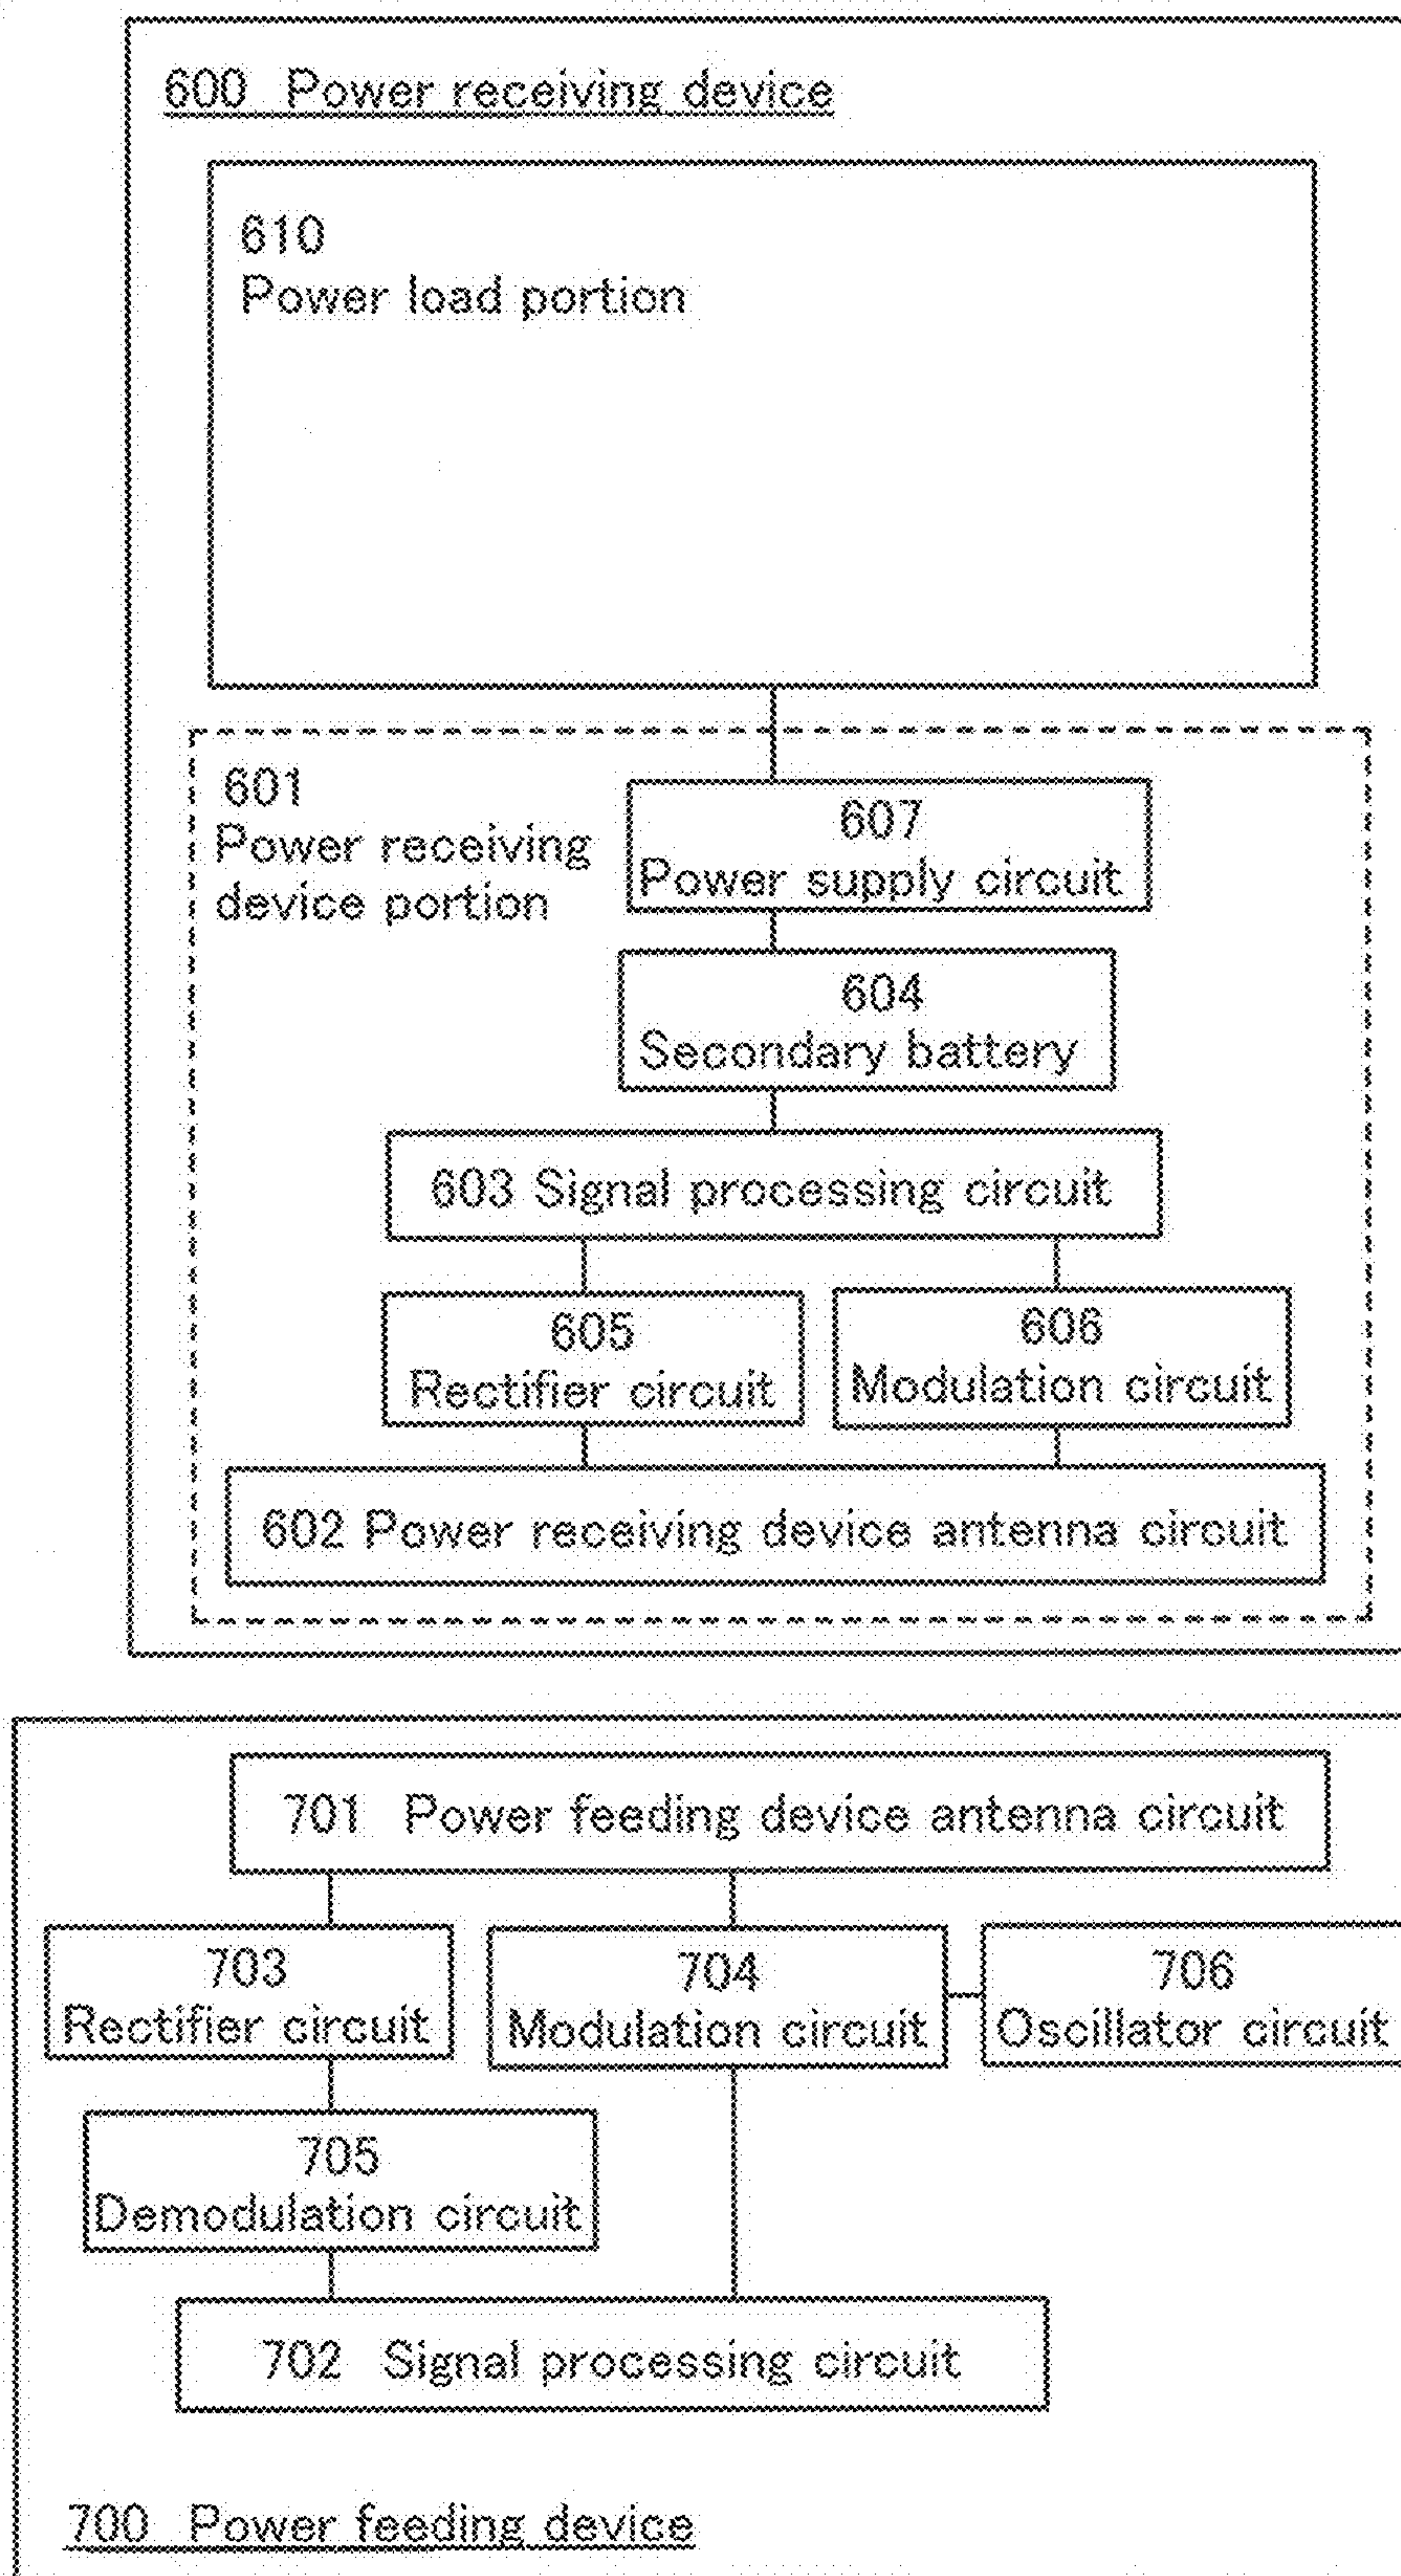 600 Power receiving device
610
Power load portion
601
Power receiving
device portion
607
Power supply circuit
604
Secondary battery
603 Signal processing circuit
605
Rectifier circuit
606
Modulation circuit
602 Power receiving device antenna circuit
701 Power feeding device antenna circuit
703
Rectifier circuit
704
Modulation circuit
706
Oscillator circuit
705
Demodulation circuit
702 Signal processing circuit
700 Power feeding device